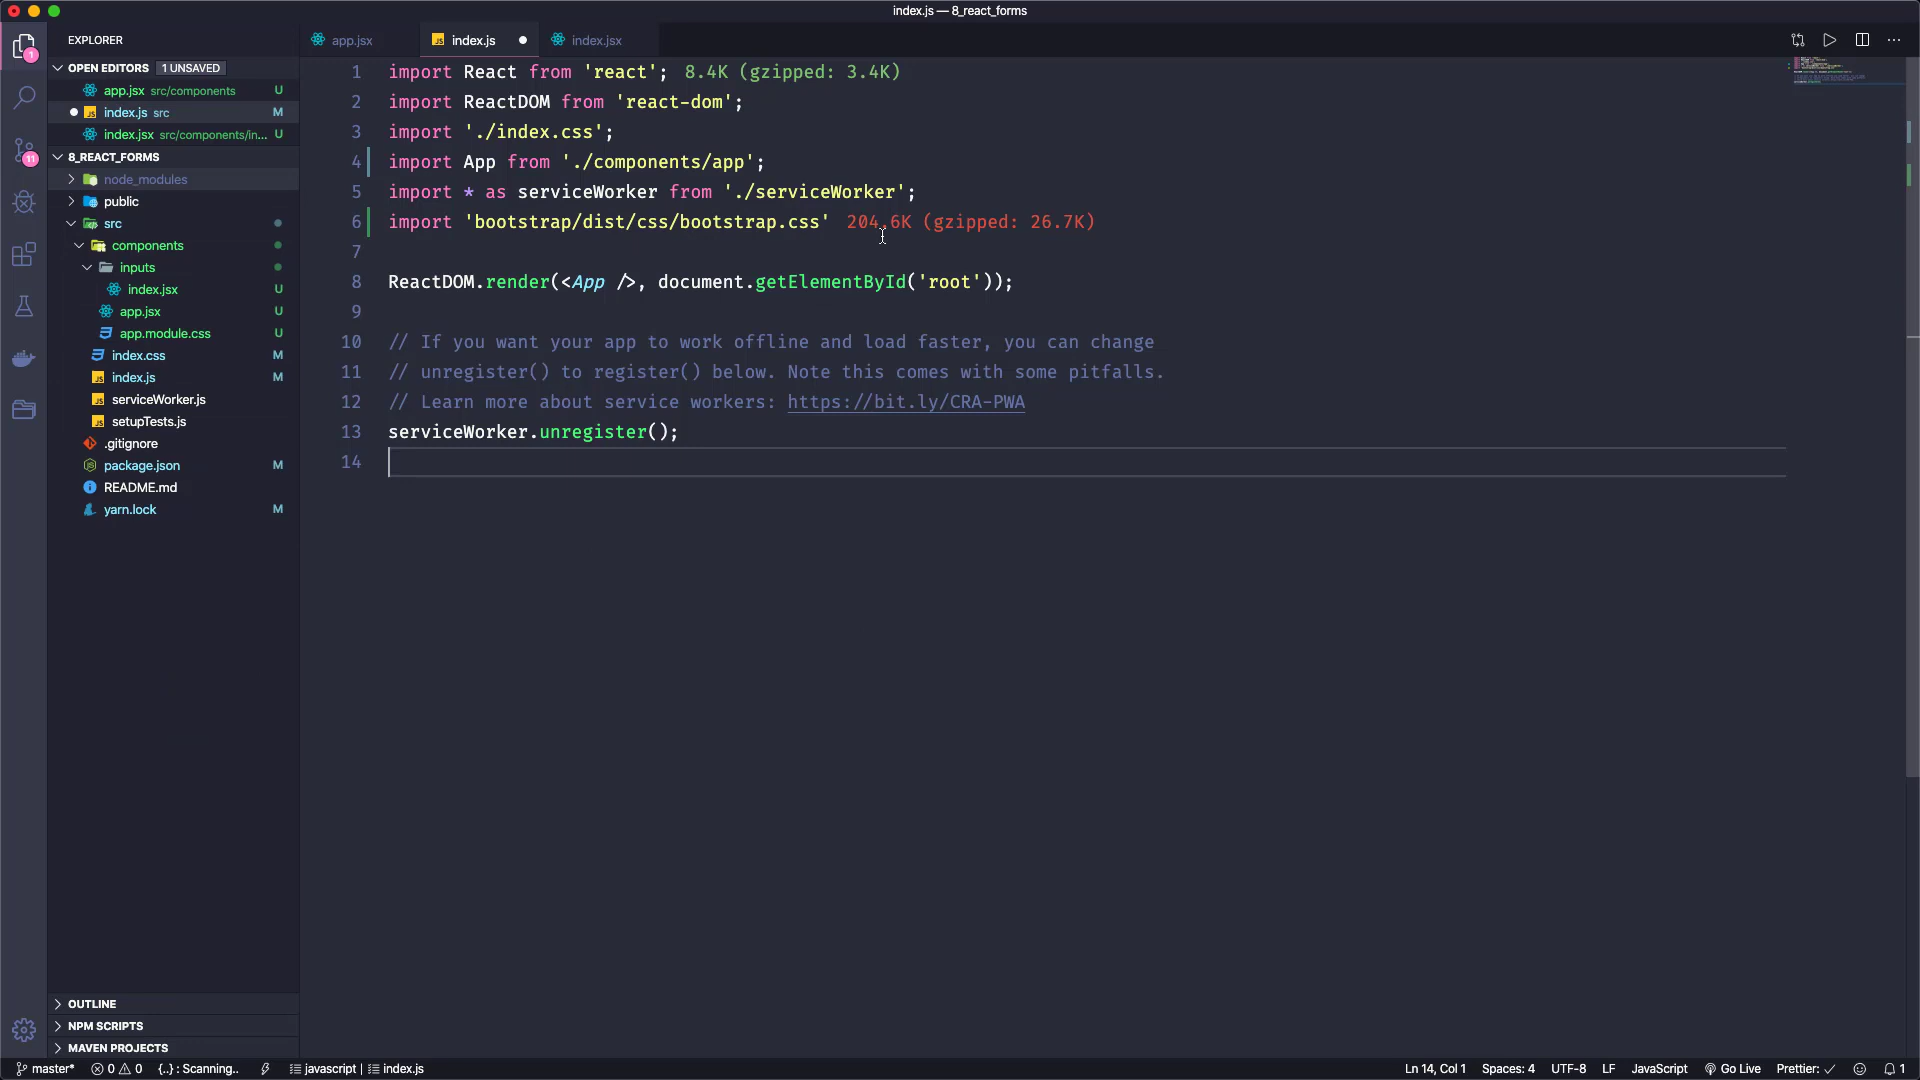 index.js — 8_react_forms
EXPLORER
OPEN EDITORS 1 UNSAVED
app.jsx src/components U
index.js src M
index.jsx src/components/in... U
8_REACT_FORMS
node_modules
public
src
components
inputs
index.jsx U
app.jsx U
app.module.css U
index.css M
index.js M
serviceWorker.js
setupTests.js
.gitignore
package.json M
README.md
yarn.lock M
OUTLINE
NPM SCRIPTS
MAVEN PROJECTS
1
11
app.jsx
JS index.js
index.jsx
1 import React from 'react'; 8.4K (gzipped: 3.4K)
2 import ReactDOM from 'react-dom';
3 import './index.css';
4 import App from './components/app';
5 import * as serviceWorker from './serviceWorker';
6 import 'bootstrap/dist/css/bootstrap.css' 204.6K (gzipped: 26.7K)
7
8 ReactDOM.render(<App />, document.getElementById('root'));
9
10 // If you want your app to work offline and load faster, you can change
11 // unregister() to register() below. Note this comes with some pitfalls.
12 // Learn more about service workers: https://bit.ly/CRA-PWA
13 serviceWorker.unregister();
14
master* 0 0 {..} : Scanning.. javascript | index.js
Ln 14, Col 1 Spaces: 4 UTF-8 LF JavaScript Go Live Prettier: ✓ 1